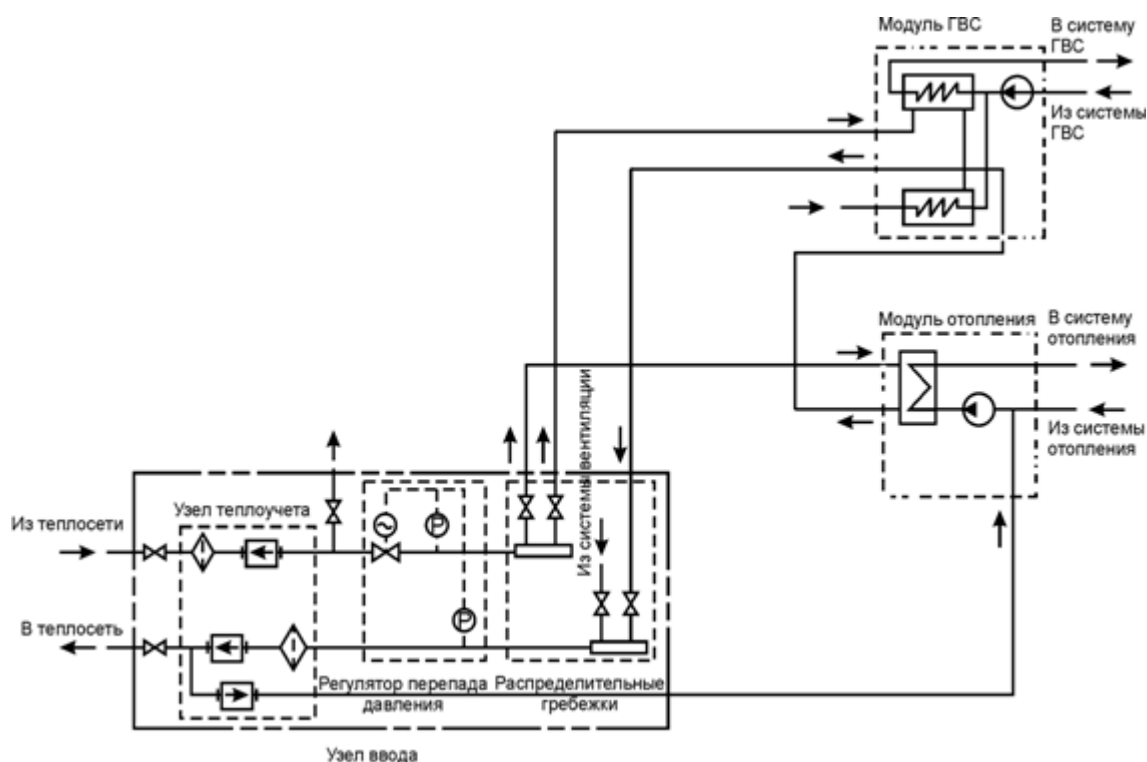 Модуль ГВС
В систему
ГВС
Из системы
ГВС
Модуль отопления
В систему
отопления
Из системы
отопления
Из системы вентиляции
Узел теплоучета
Из теплосети
P
В теплосеть
P
Регулятор перепада
давления
Распределительные
гребежки
Узел ввода